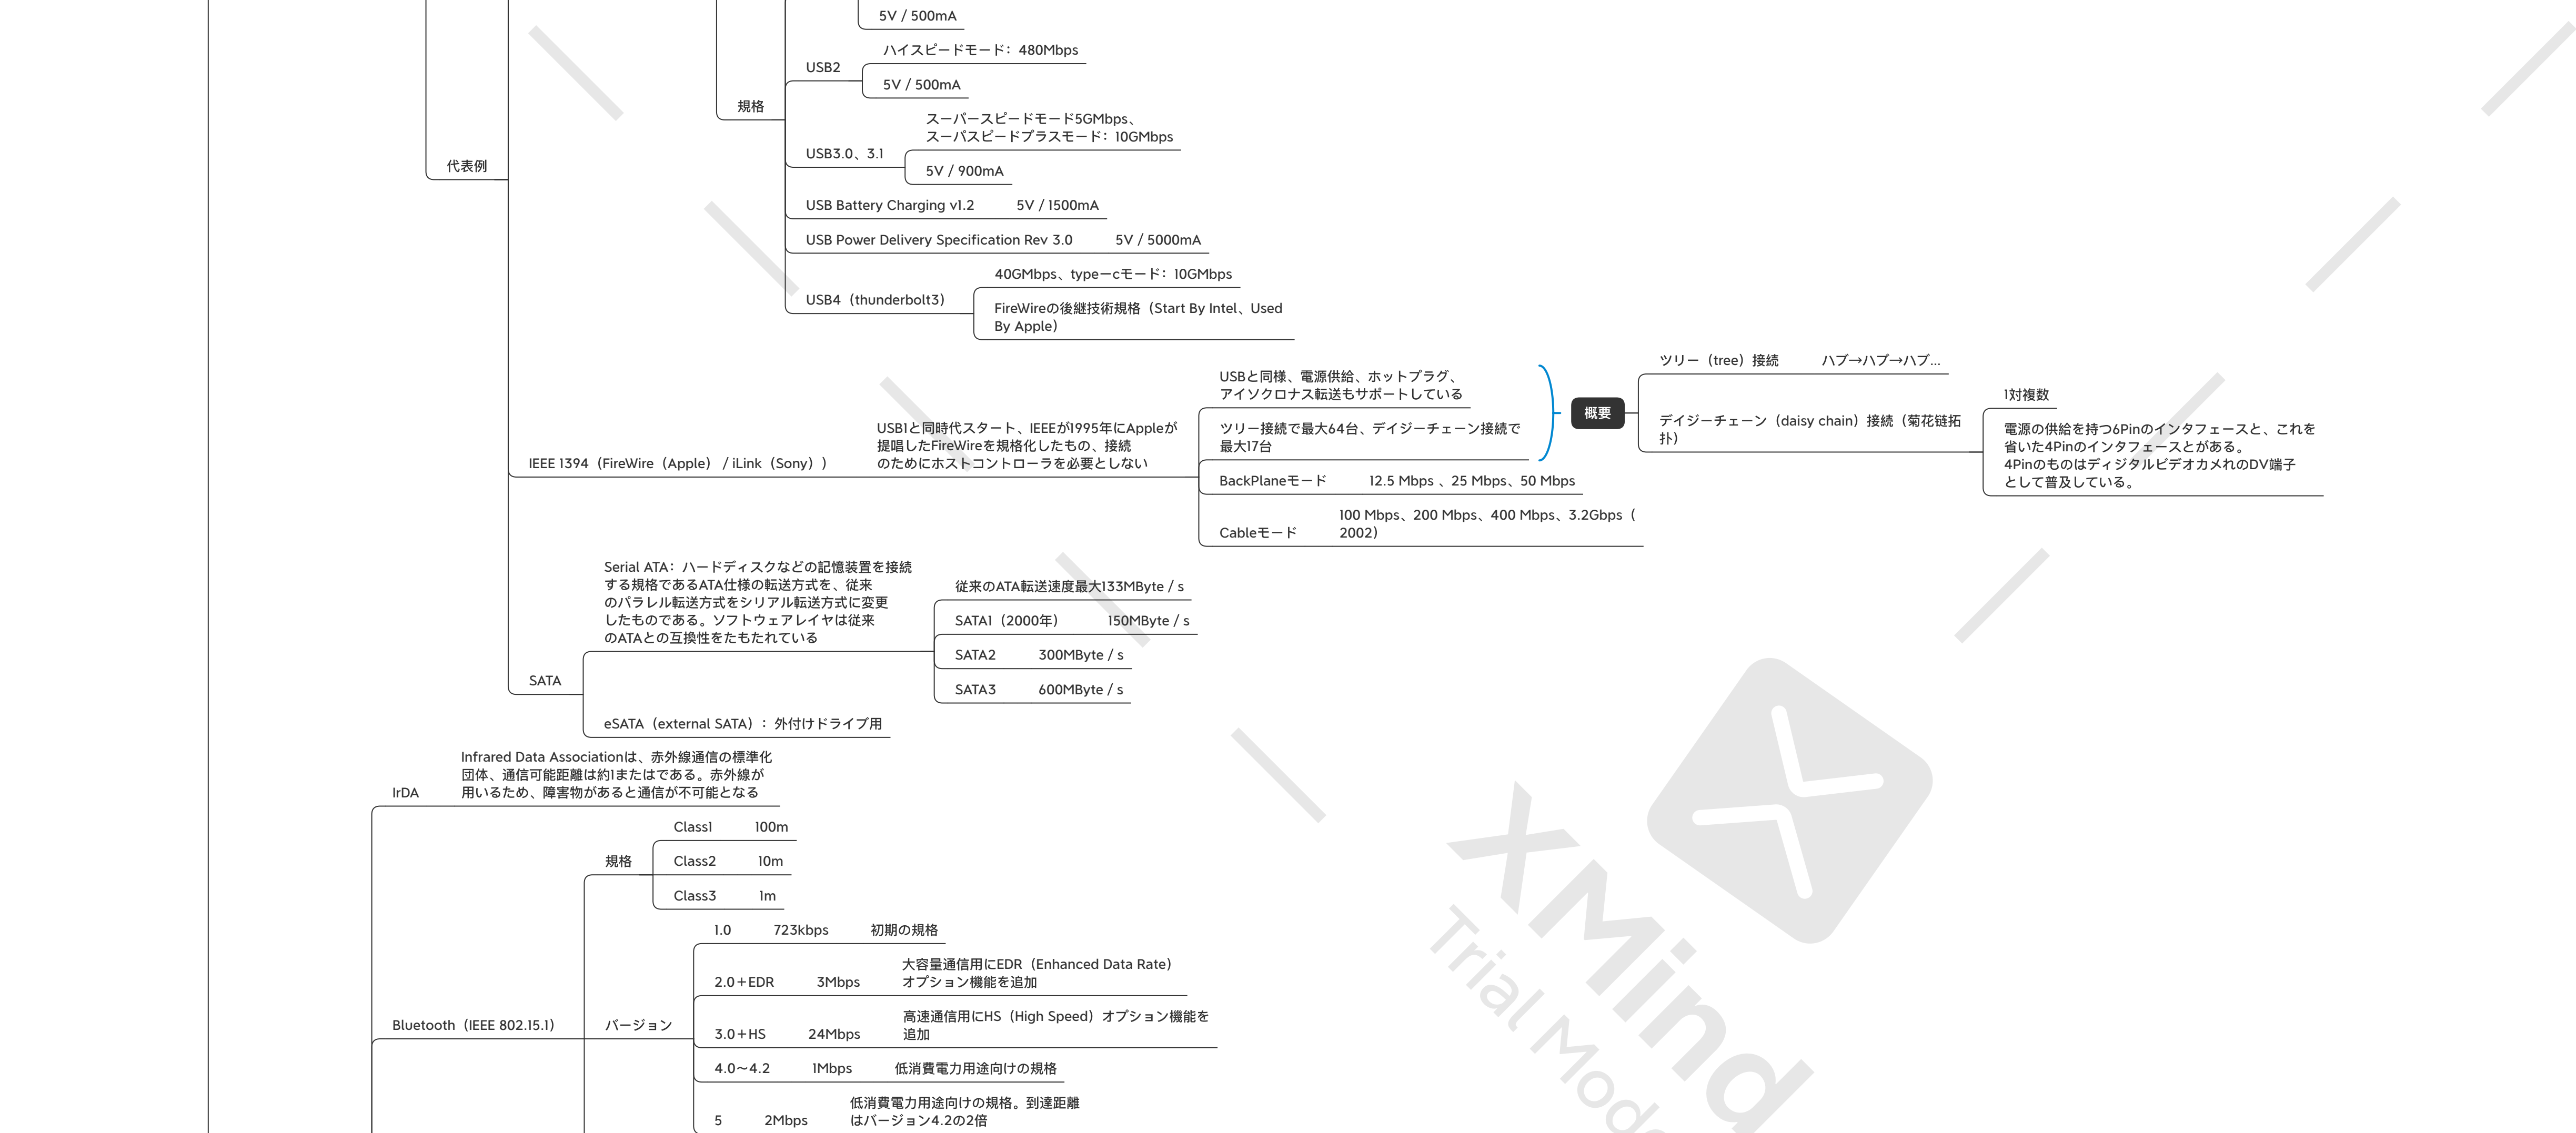 5V / 500mA
ハイスピードモード：480Mbps
USB2
5V / 500mA
規格
スーパースピードモード5GMbps、
スーパスピードプラスモード：10GMbps
USB3.0、3.1
5V / 900mA
代表例
USB Battery Charging v1.2
5V / 1500mA
USB Power Delivery Specification Rev 3.0
5V / 5000mA
40GMbps、typeーcモード：10GMbps
USB4（thunderbolt3）
FireWireの後継技術規格（Start By Intel、Used
By Apple）
IEEE 1394（FireWire（Apple） / iLink（Sony））
USB1と同時代スタート、IEEEが1995年にAppleが
提唱したFireWireを規格化したもの、接続
のためにホストコントローラを必要としない
USBと同様、電源供給、ホットプラグ、
アイソクロナス転送もサポートしている
ツリー接続で最大64台、デイジーチェーン接続で
最大17台
概要
ツリー（tree）接続
ハブ→ハブ→ハブ...
デイジーチェーン（daisy chain）接続（菊花链拓
扑）
1対複数
電源の供給を持つ6Pinのインタフェースと、これを
省いた4Pinのインタフェースとがある。
4PinのものはディジタルビデオカメれのDV端子
として普及している。
BackPlaneモード
12.5 Mbps 、25 Mbps、50 Mbps
Cableモード
100 Mbps、200 Mbps、400 Mbps、3.2Gbps（
2002）
SATA
Serial ATA：ハードディスクなどの記憶装置を接続
する規格であるATA仕様の転送方式を、従来
のパラレル転送方式をシリアル転送方式に変更
したものである。ソフトウェアレイヤは従来
のATAとの互換性をたもたれている
従来のATA転送速度最大133MByte / s
SATA1（2000年）
150MByte / s
SATA2
300MByte / s
SATA3
600MByte / s
eSATA（external SATA）：外付けドライブ用
IrDA
Infrared Data Associationは、赤外線通信の標準化
団体、通信可能距離は約1またはである。赤外線が
用いるため、障害物があると通信が不可能となる
Bluetooth（IEEE 802.15.1）
規格
Class1
100m
Class2
10m
Class3
1m
バージョン
1.0
723kbps
初期の規格
2.0＋EDR
3Mbps
大容量通信用にEDR（Enhanced Data Rate）
オプション機能を追加
3.0＋HS
24Mbps
高速通信用にHS（High Speed）オプション機能を
追加
4.0〜4.2
1Mbps
低消費電力用途向けの規格
5
2Mbps
低消費電力用途向けの規格。到達距離
はバージョン4.2の2倍
XMind
Trial Mode